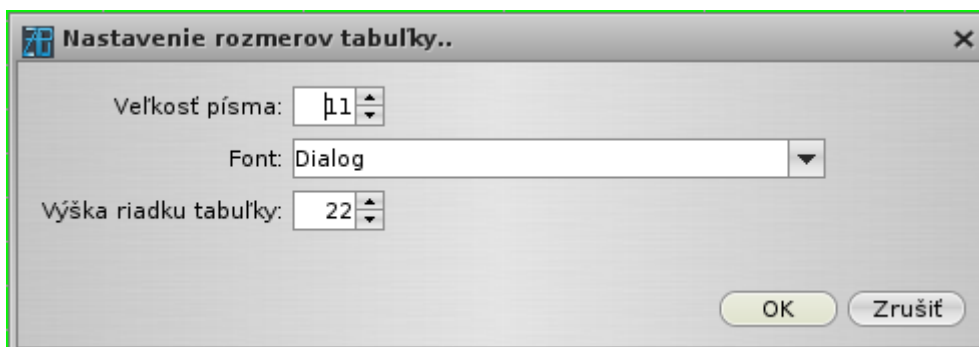 Nastavenie rozmerov tabuľky..
Veľkosť písma: 11
Font: Dialog
Výška riadku tabuľky: 22
OK Zrušiť